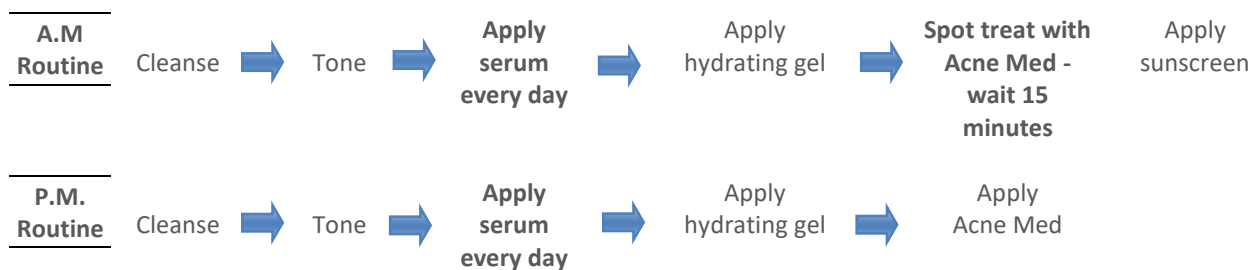 A.M
Routine
Cleanse
Tone
Apply
serum
every day
Apply
hydrating gel
Spot treat with
Acne Med -
wait 15
minutes
Apply
sunscreen
P.M.
Routine
Cleanse
Tone
Apply
serum
every day
Apply
hydrating gel
Apply
Acne Med